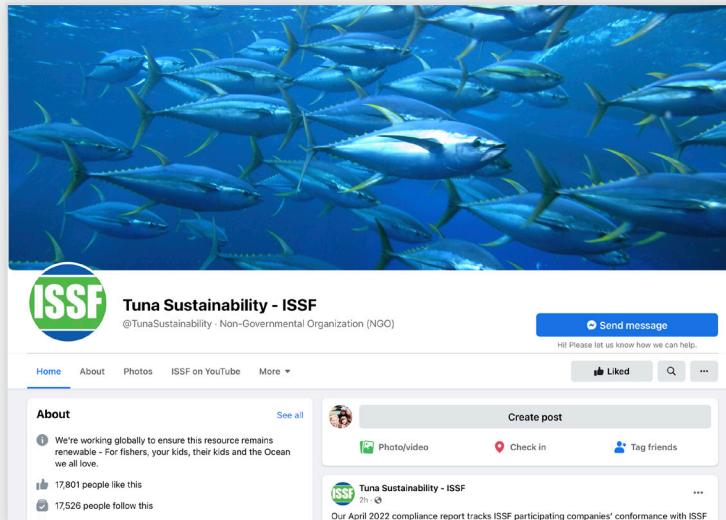 ISSF
Tuna Sustainability - ISSF
@TunaSustainability · Non-Governmental Organization (NGO)
Send message
Hi! Please let us know how we can help.
Home
About
Photos
ISSF on YouTube
More
Liked
About
See all
We're working globally to ensure this resource remains
renewable - For fishers, your kids, their kids and the Ocean
we all love.
17,801 people like this
17,526 people follow this
Create post
Photo/video
Check in
Tag friends
ISSF
Tuna Sustainability - ISSF
2h ·
Our April 2022 compliance report tracks ISSF participating companies' conformance with ISSF